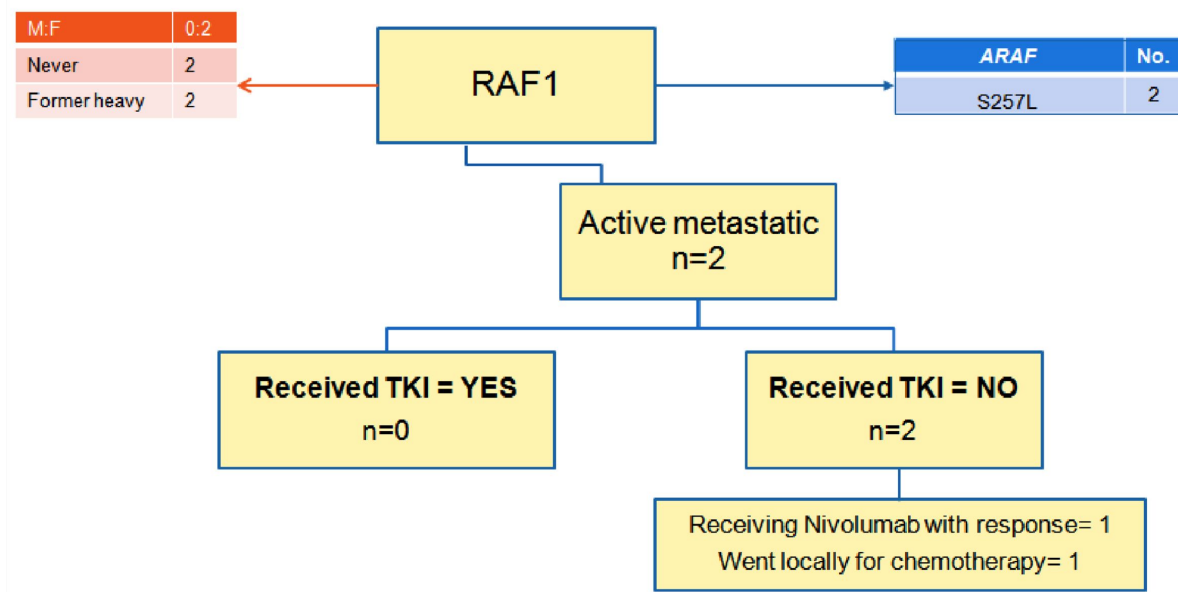 M:F 0:2
Never 2
Former heavy 2
RAF1
ARAF No.
S257L 2
Active metastatic
n=2
Received TKI = YES
n=0
Received TKI = NO
n=2
Receiving Nivolumab with response= 1
Went locally for chemotherapy= 1